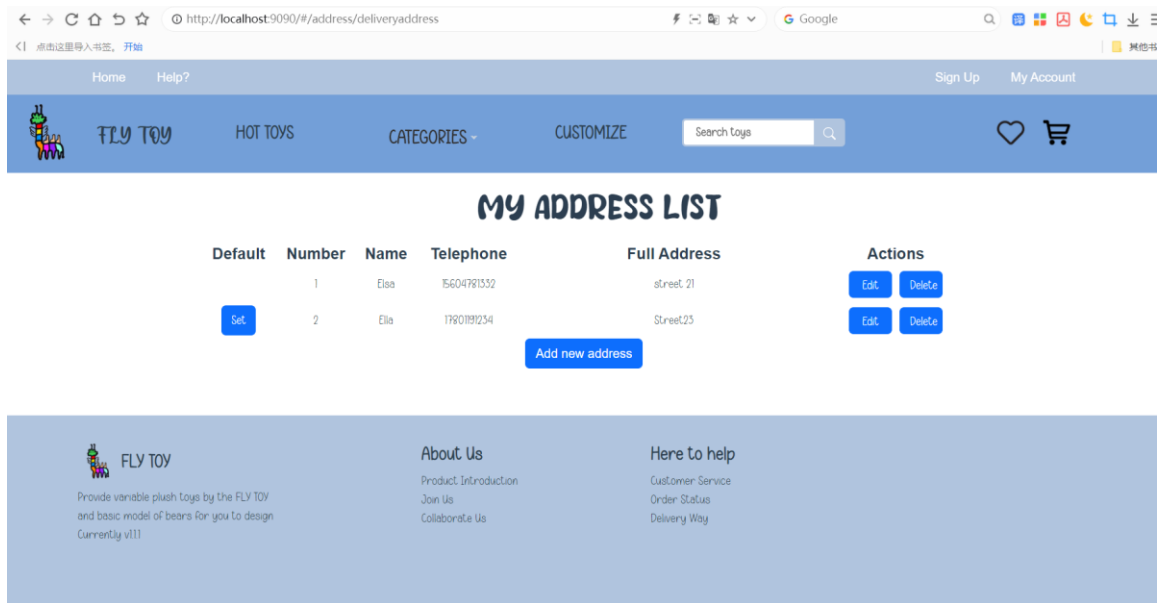 http://localhost:9090/#/address/deliveryaddress
Google
点击这里导入书签。 开始
其他书
Home Help? Sign Up My Account
FLY TOY HOT TOYS CATEGORIES CUSTOMIZE Search toys
MY ADDRESS LIST
Default Number Name Telephone Full Address Actions
1 Elsa 15604781332 street 21 Edit Delete
Set 2 Ella 17801191234 Street23 Edit Delete
Add new address
FLY TOY
Provide variable plush toys by the FLY TOY
and basic model of bears for you to design
Currently v1.1.1
About Us
Product Introduction
Join Us
Collaborate Us
Here to help
Customer Service
Order Status
Delivery Way